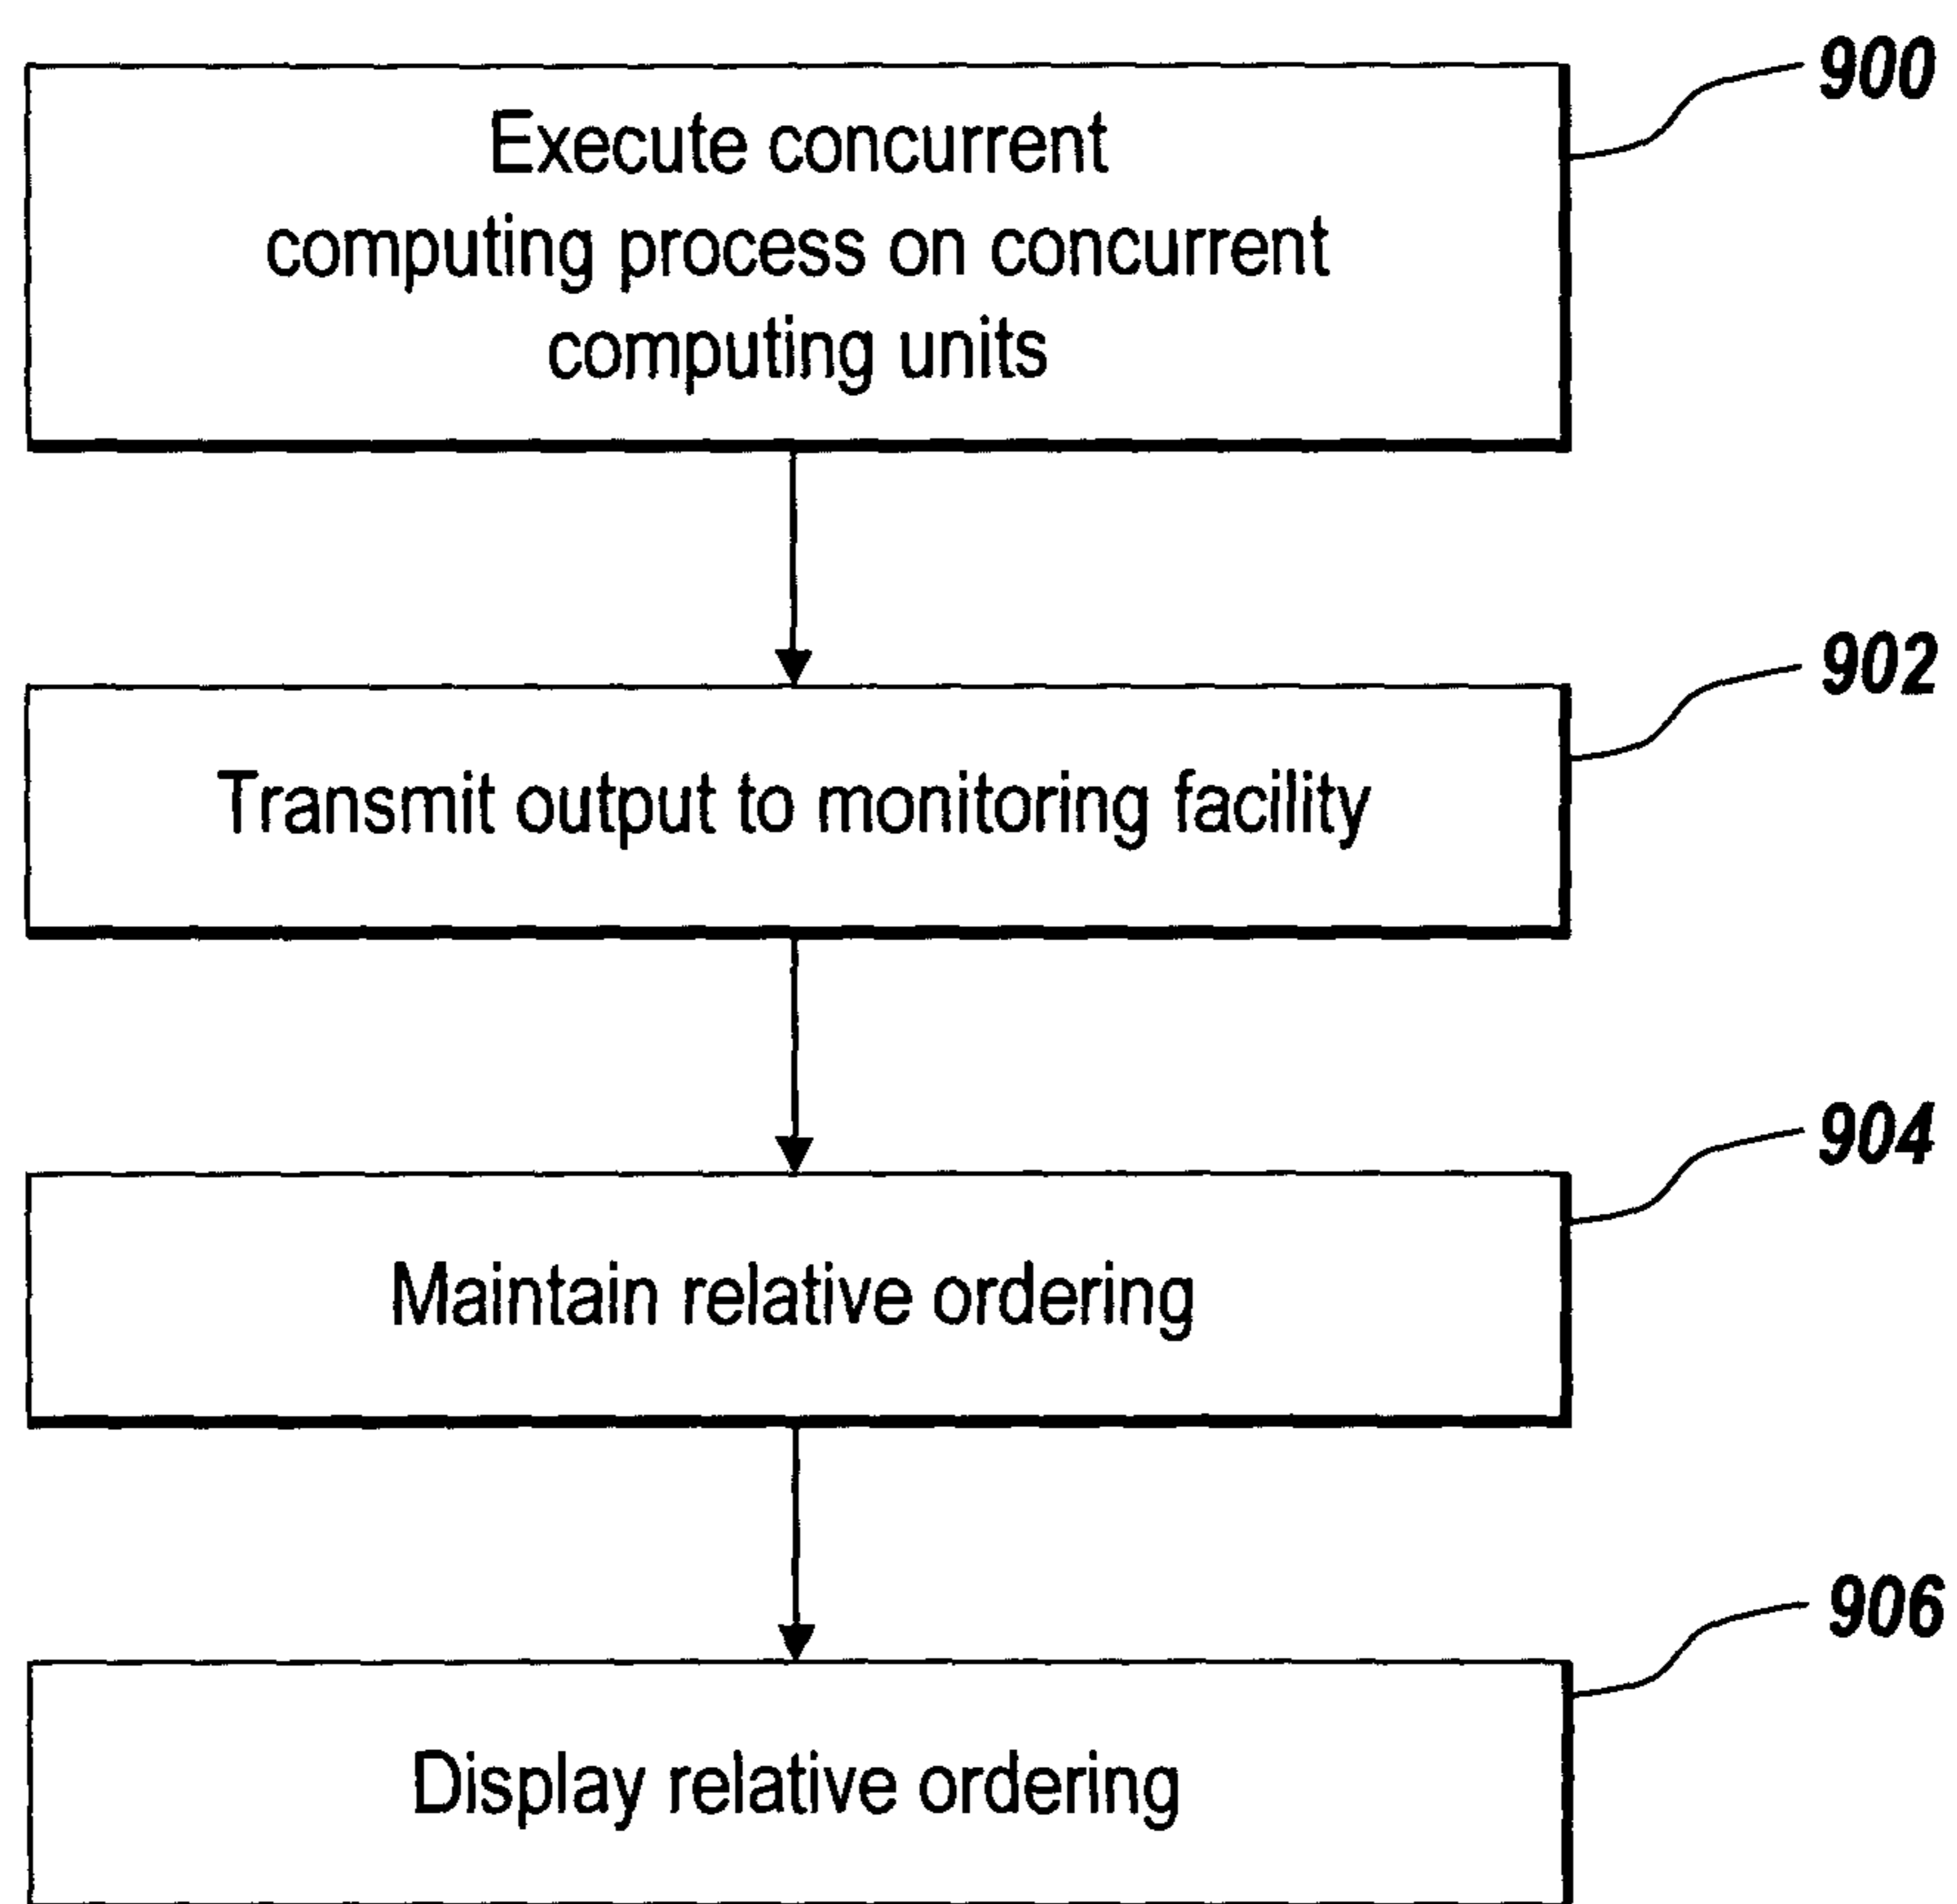 900
Execute concurrent
computing process on concurrent
computing units
902
Transmit output to monitoring facility
904
Maintain relative ordering
906
Display relative ordering